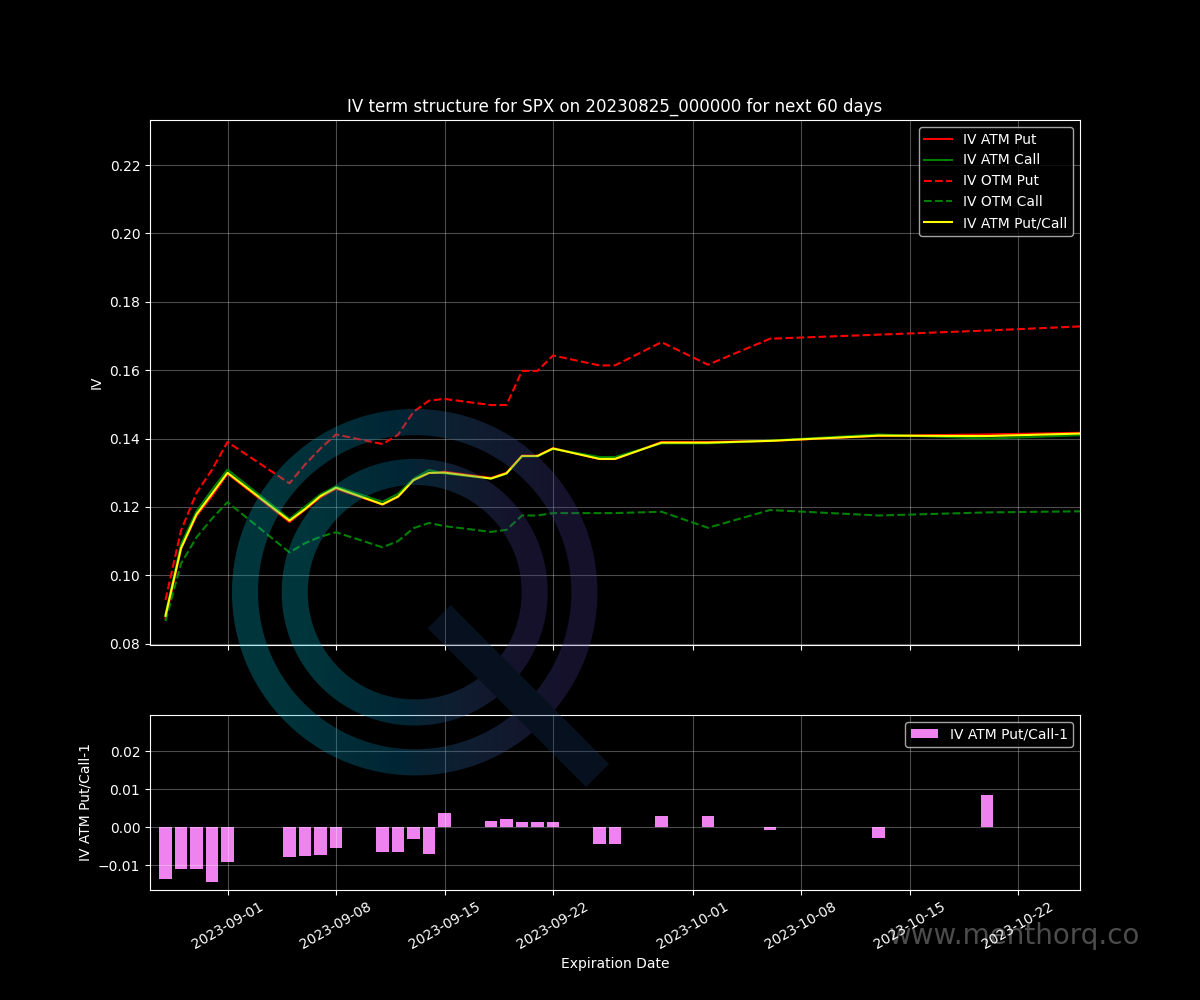 IV term structure for SPX on 20230825_000000 for next 60 days
IV ATM Put
IV ATM Call
IV OTM Put
IV OTM Call
IV ATM Put/Call
0.22
0.20
0.18
0.16
0.14
0.12
0.10
0.08
IV
IV ATM Put/Call-1
0.02
0.01
0.00
−0.01
IV ATM Put/Call-1
2023-09-01
2023-09-08
2023-09-15
2023-09-22
2023-10-01
2023-10-08
2023-10-15
2023-10-22
www.menthorq.co
Expiration Date